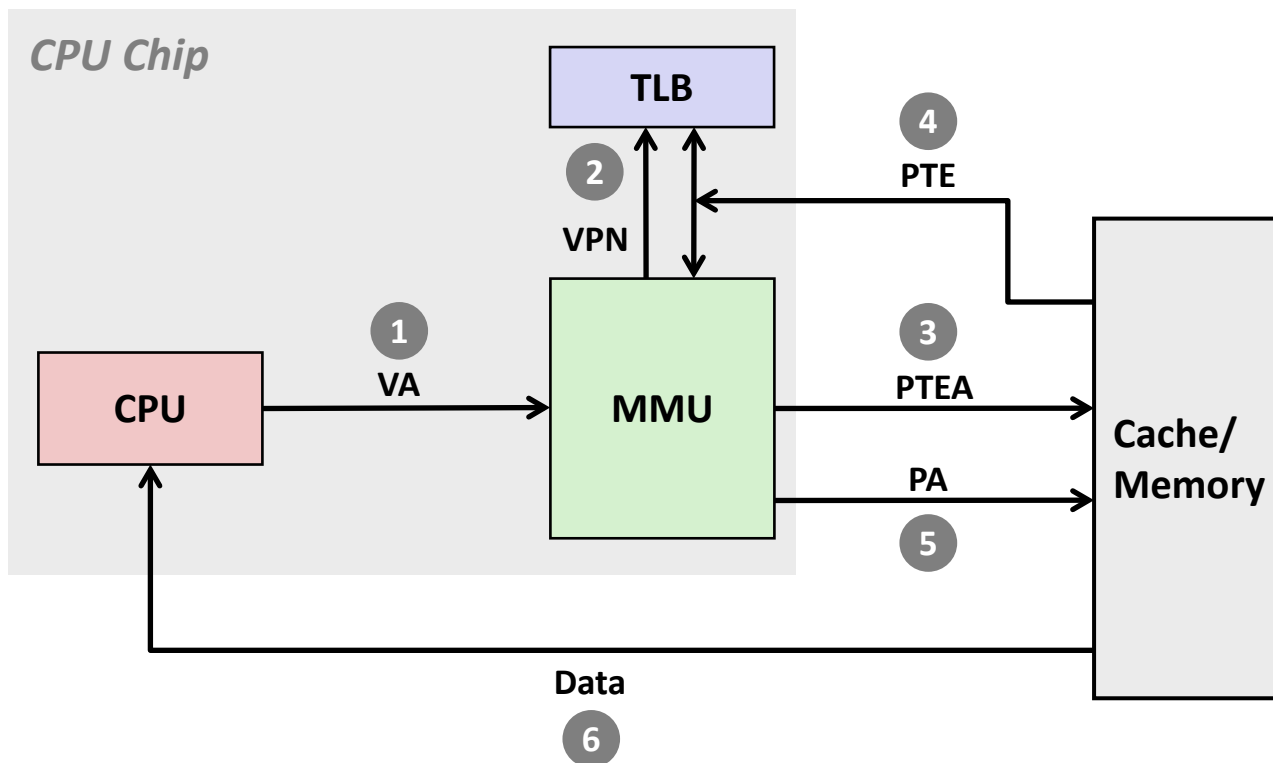 CPU Chip
TLB
4
PTE
2
VPN
1
VA
3
PTEA
CPU
MMU
Cache/
Memory
PA
5
Data
6